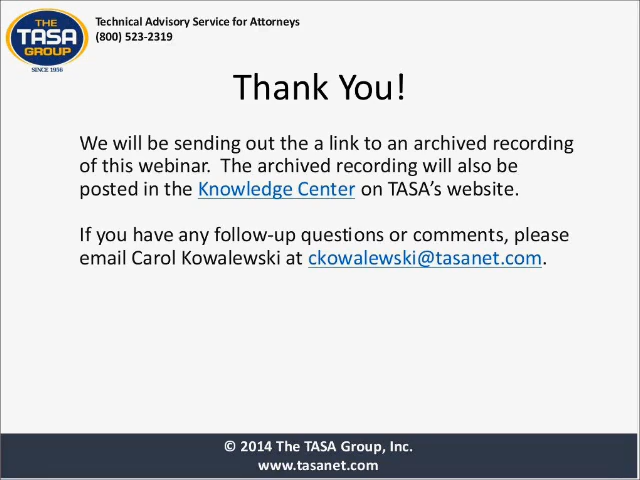 THE
TASA
GROUP
SINCE 1956
Technical Advisory Service for Attorneys
(800) 523-2319
Thank You!
We will be sending out the a link to an archived recording
of this webinar.  The archived recording will also be
posted in the Knowledge Center on TASA’s website.
If you have any follow-up questions or comments, please
email Carol Kowalewski at ckowalewski@tasanet.com.
© 2014 The TASA Group, Inc.
www.tasanet.com